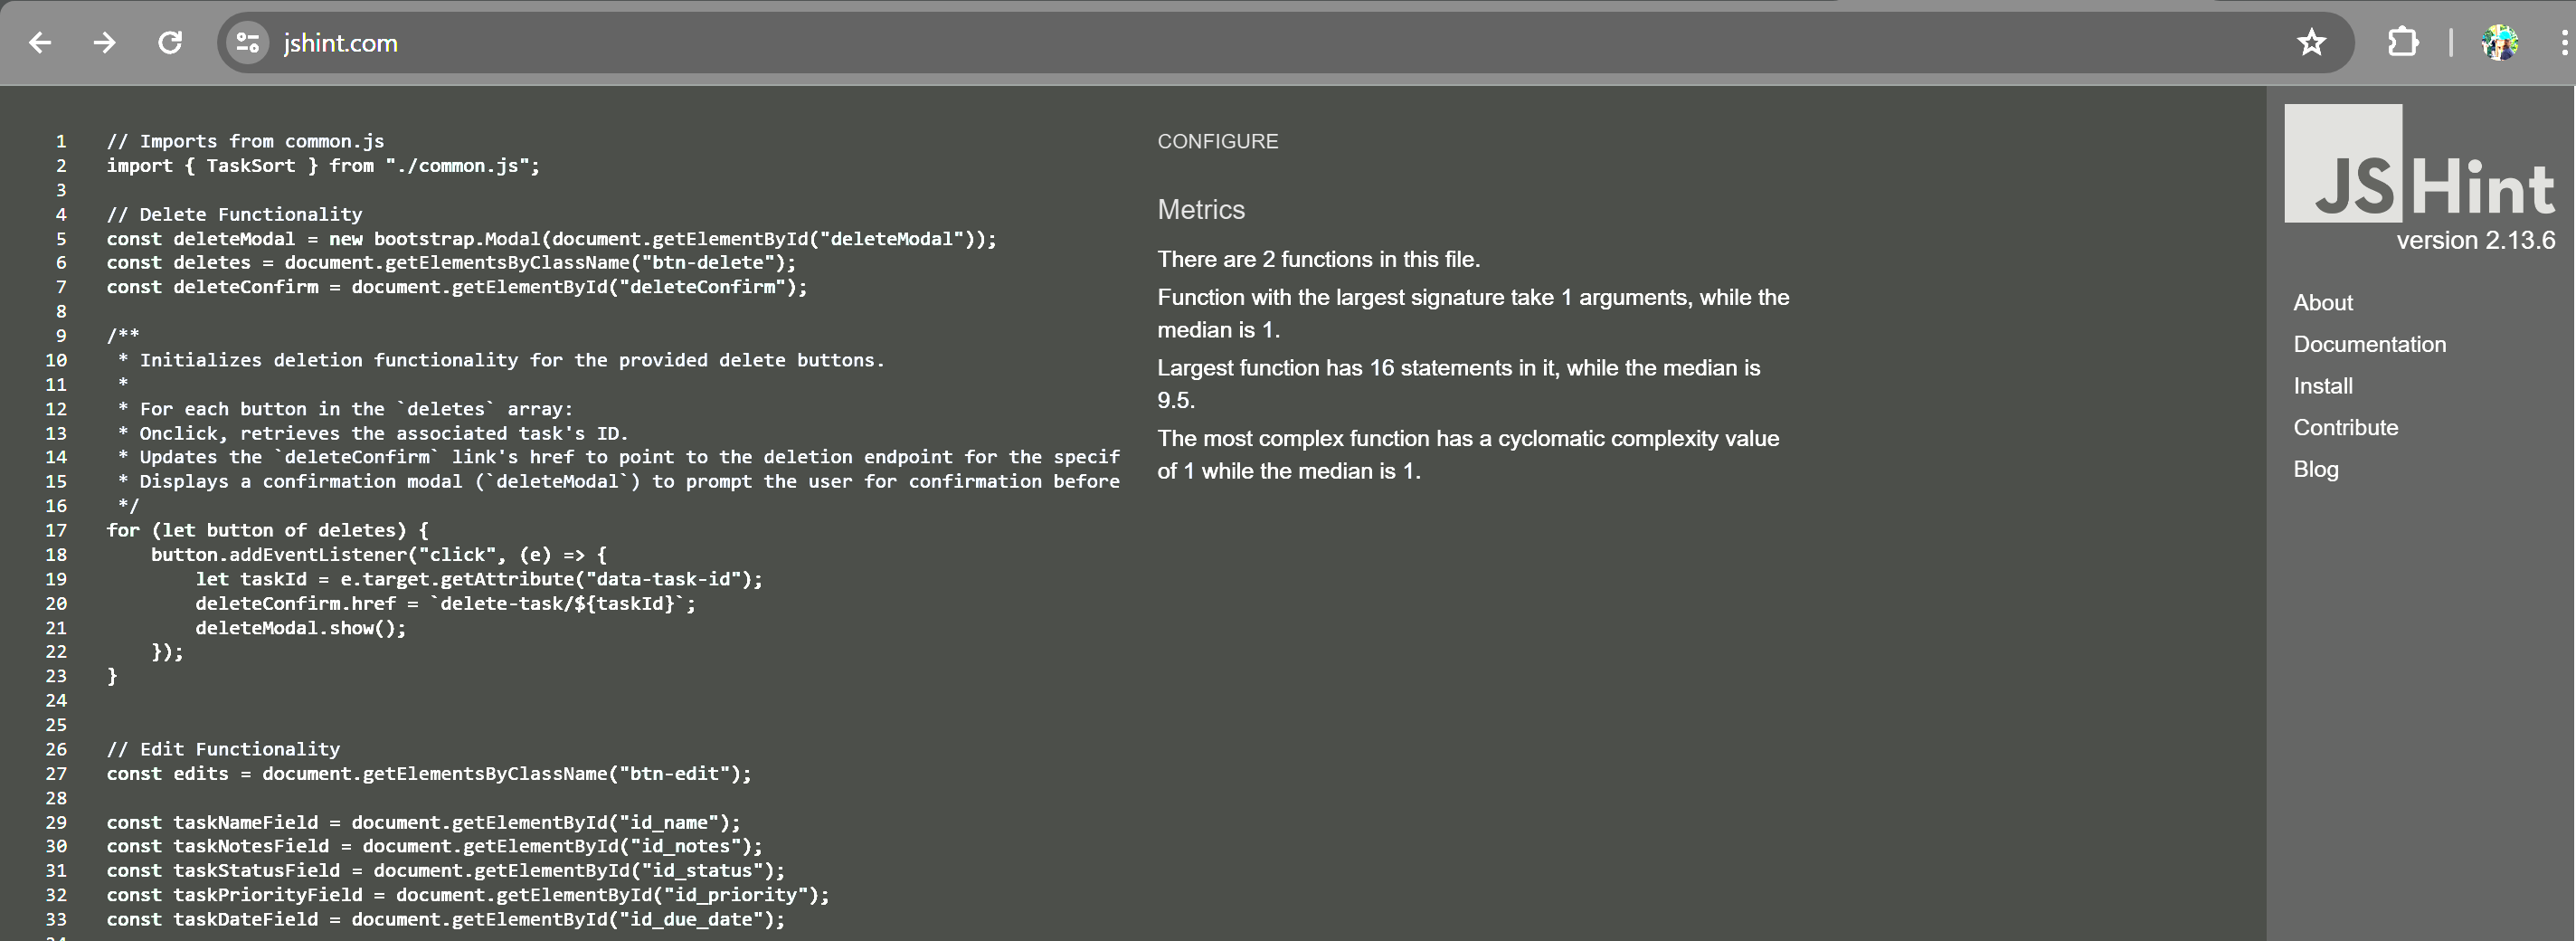 jshint.com
1 // Imports from common.js
2 import { TaskSort } from "./common.js";
3
4 // Delete Functionality
5 const deleteModal = new bootstrap.Modal(document.getElementById("deleteModal"));
6 const deletes = document.getElementsByClassName("btn-delete");
7 const deleteConfirm = document.getElementById("deleteConfirm");
8
9 /**
10 * Initializes deletion functionality for the provided delete buttons.
11 *
12 * For each button in the `deletes` array:
13 * Onclick, retrieves the associated task's ID.
14 * Updates the `deleteConfirm` link's href to point to the deletion endpoint for the specif
15 * Displays a confirmation modal (`deleteModal`) to prompt the user for confirmation before
16 */
17 for (let button of deletes) {
18 button.addEventListener("click", (e) => {
19 let taskId = e.target.getAttribute("data-task-id");
20 deleteConfirm.href = `delete-task/${taskId}`;
21 deleteModal.show();
22 });
23 }
24
25
26 // Edit Functionality
27 const edits = document.getElementsByClassName("btn-edit");
28
29 const taskNameField = document.getElementById("id_name");
30 const taskNotesField = document.getElementById("id_notes");
31 const taskStatusField = document.getElementById("id_status");
32 const taskPriorityField = document.getElementById("id_priority");
33 const taskDateField = document.getElementById("id_due_date");
CONFIGURE
Metrics
There are 2 functions in this file.
Function with the largest signature take 1 arguments, while the
median is 1.
Largest function has 16 statements in it, while the median is
9.5.
The most complex function has a cyclomatic complexity value
of 1 while the median is 1.
JSHint
version 2.13.6
About
Documentation
Install
Contribute
Blog